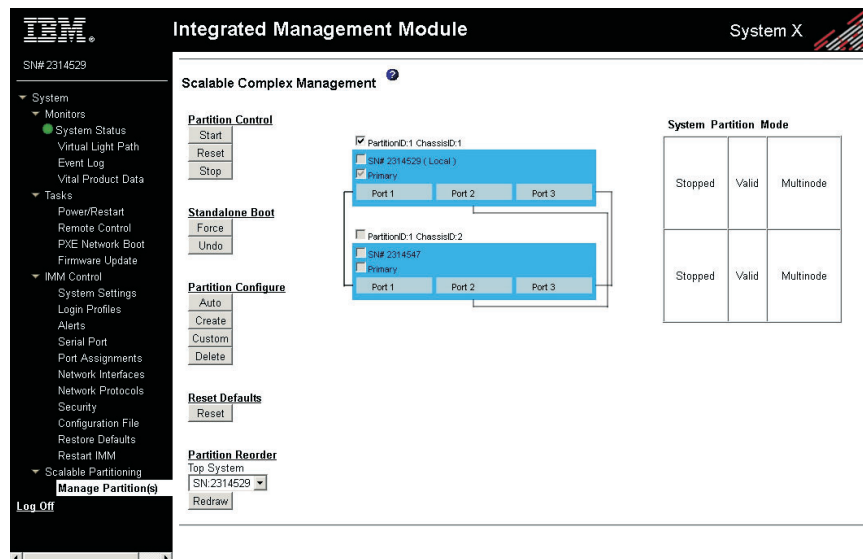 IBM.
Integrated Management Module
System X
SN# 2314529
System
Monitors
System Status
Virtual Light Path
Event Log
Vital Product Data
Tasks
Power/Restart
Remote Control
PXE Network Boot
Firmware Update
IMM Control
System Settings
Login Profiles
Alerts
Serial Port
Port Assignments
Network Interfaces
Network Protocols
Security
Configuration File
Restore Defaults
Restart IMM
Scalable Partitioning
Manage Partition(s)
Log Off
Scalable Complex Management ?
Partition Control
Start
Reset
Stop
Standalone Boot
Force
Undo
Partition Configure
Auto
Create
Custom
Delete
Reset Defaults
Reset
Partition Reorder
Top System
SN:2314529
Redraw
PartitionID:1 ChassisID:1
SN# 2314529 ( Local )
Primary
Port 1 Port 2 Port 3
PartitionID:1 ChassisID:2
SN# 2314547
Primary
Port 1 Port 2 Port 3
System Partition Mode
Stopped Valid Multinode
Stopped Valid Multinode